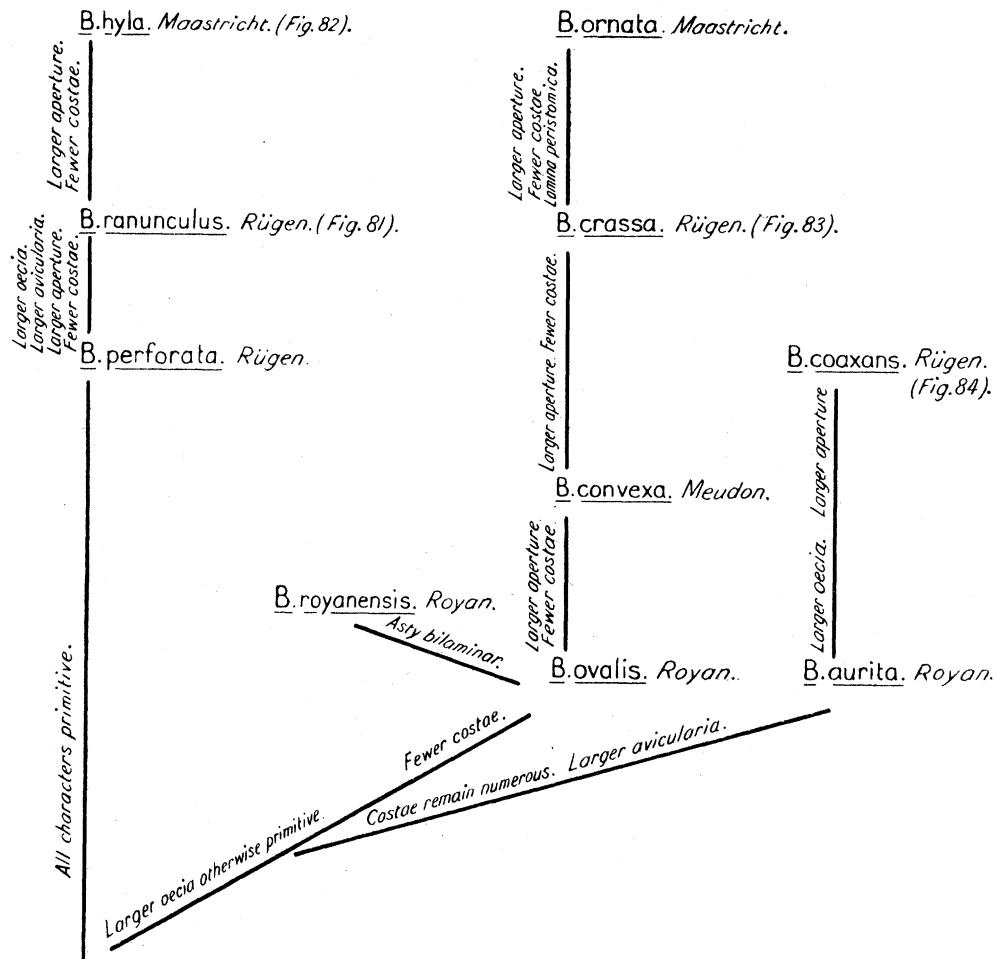 B. hyla. Maastricht. (Fig. 82).
B. ornata. Maastricht.
Larger aperture.
Fewer costae.
Larger aperture.
Fewer costae
Lamina peristomica.
B. ranunculus. Rügen. (Fig. 81).
B. crassa. Rügen. (Fig. 83).
Larger oecia.
Larger avicularia.
Larger aperture.
Fewer costae.
Larger aperture. Fewer costae.
B. perforata. Rügen.
B. coaxans. Rügen.
(Fig. 84).
Larger oecia. Larger aperture
B. convexa. Meudon.
Larger aperture
Fewer costae.
B. royanensis. Royan.
Asty bilaminar.
B. ovalis. Royan.
B. aurita. Royan.
All characters primitive.
Larger oecia otherwise primitive. Fewer costae.
Costae remain numerous. Larger avicularia.